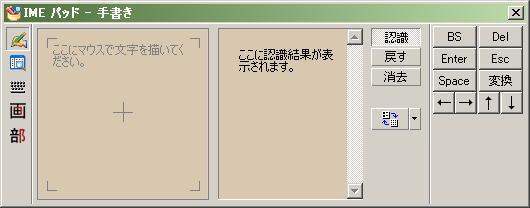 IME パッド - 手書き
ここにマウスで文字を描いてく
ださい。
ここに認識結果が表
示されます。
認識
戻す
消去
BS
Del
Enter
Esc
Space
変換
←
→
↑
↓
画
部